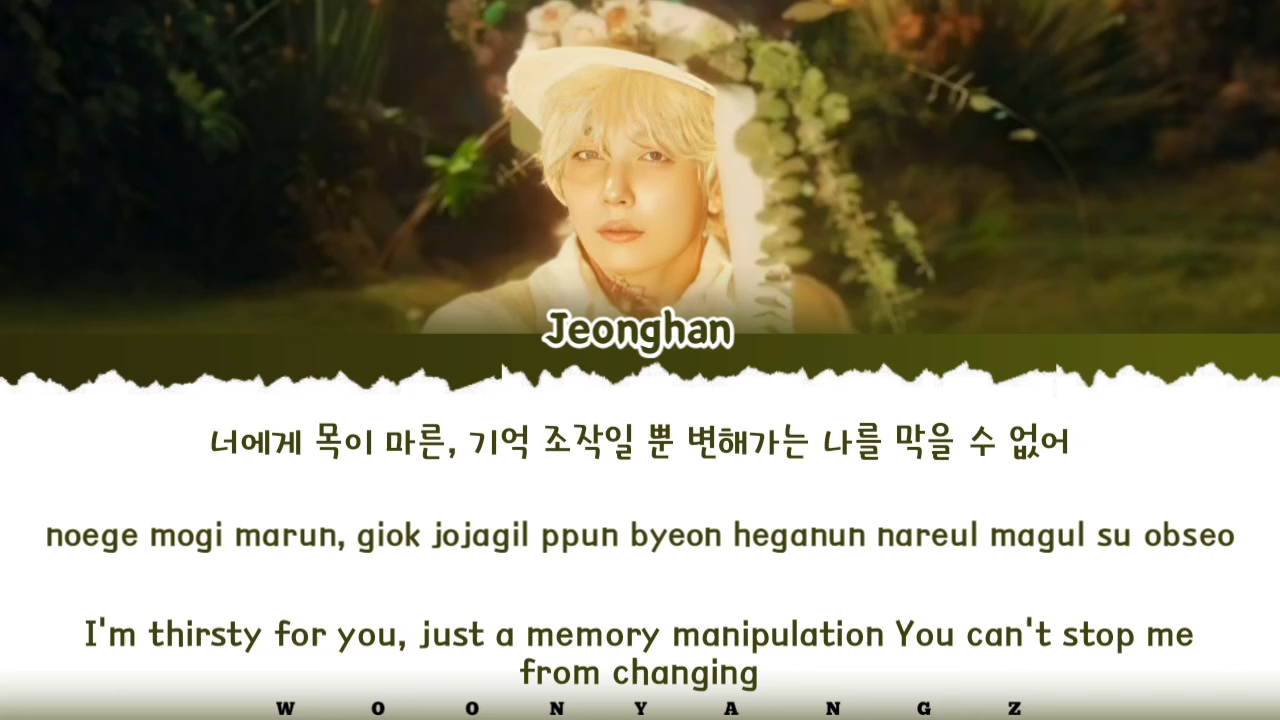 Jeonghan
너에게 목이 마른, 기억 조작일 뿐 변해가는 나를 막을 수 없어
noege mogi marun, giok jojagil ppun byeon heganun nareul magul su obseo
I'm thirsty for you, just a memory manipulation You can't stop me
from changing
W O O N Y A N G Z